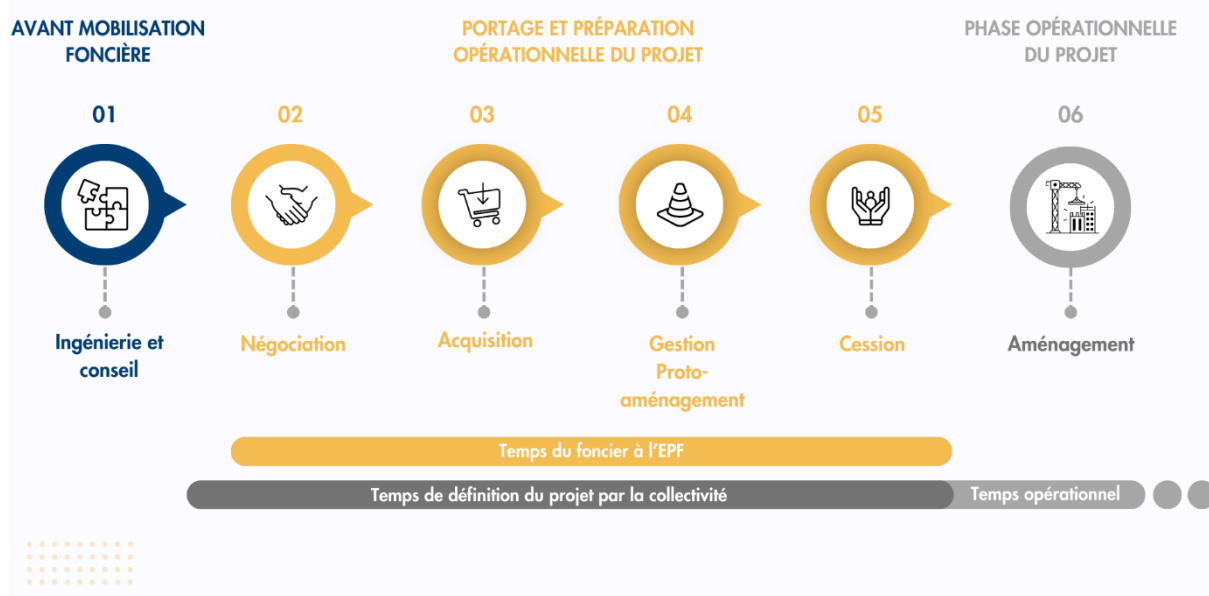 AVANT MOBILISATION
FONCIÈRE
PORTAGE ET PRÉPARATION
OPÉRATIONNELLE DU PROJET
PHASE OPÉRATIONNELLE
DU PROJET
01
02
03
04
05
06
Ingénierie et
conseil
Négociation
Acquisition
Gestion
Proto-
aménagement
Cession
Aménagement
Temps du foncier à l'EPF
Temps de définition du projet par la collectivité
Temps opérationnel